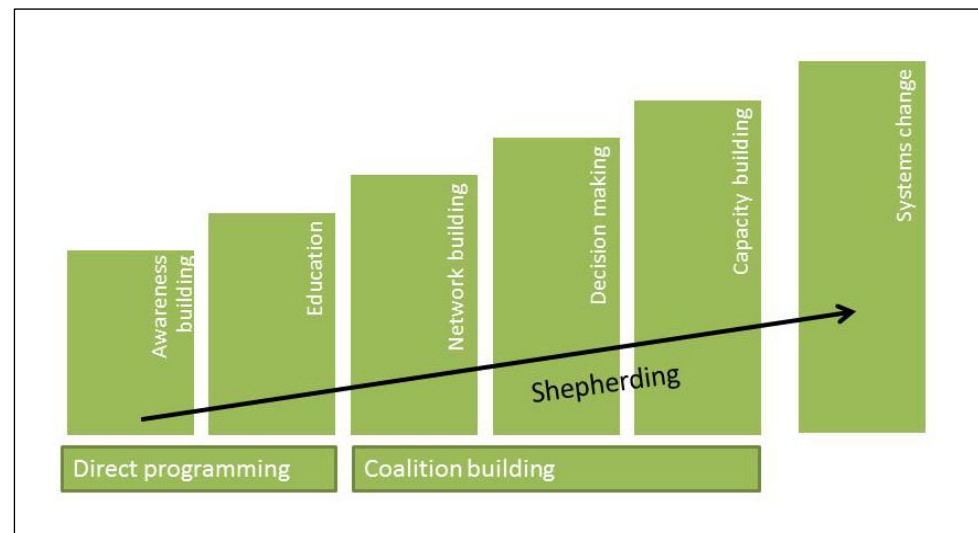 Awareness
building
Education
Network building
Decision making
Capacity building
Systems change
Shepherding
Direct programming
Coalition building